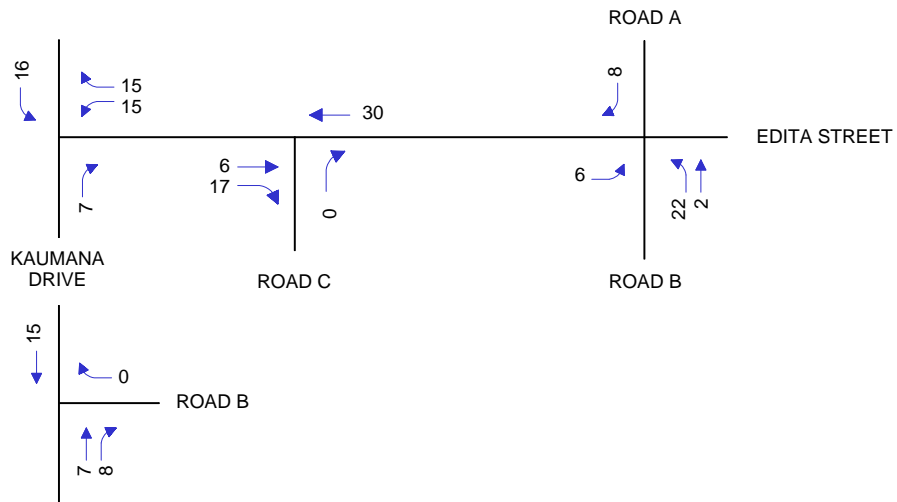 ROAD A
16
8
15
15
30
EDITA STREET
6
17
6
7
0
22
2
KAUMANA
DRIVE
ROAD C
ROAD B
15
0
ROAD B
7
8